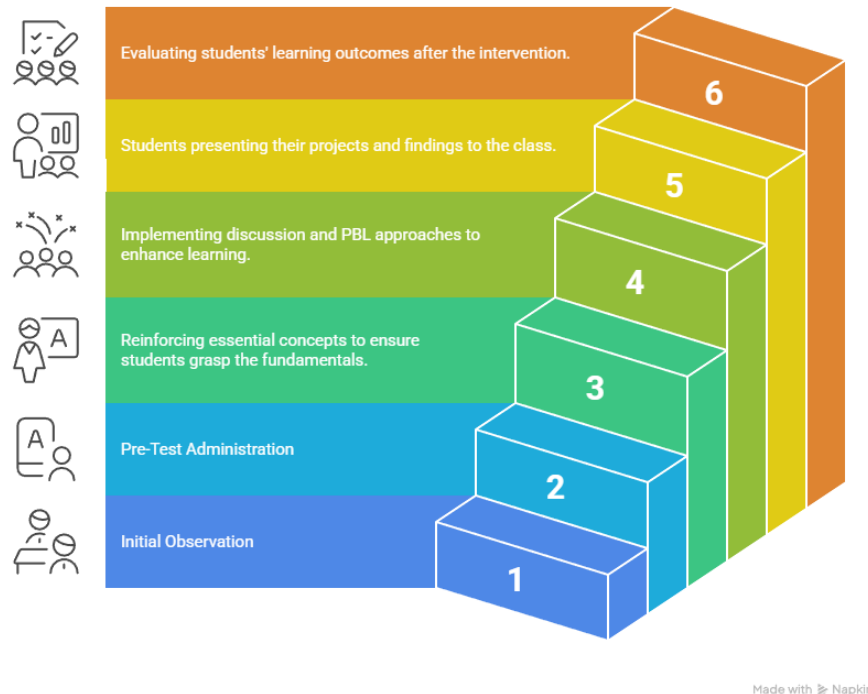 Evaluating students' learning outcomes after the intervention.
6
Students presenting their projects and findings to the class.
5
Implementing discussion and PBL approaches to
enhance learning.
4
Reinforcing essential concepts to ensure
students grasp the fundamentals.
3
A
A
Pre-Test Administration
2
Initial Observation
1
Made with Napkin